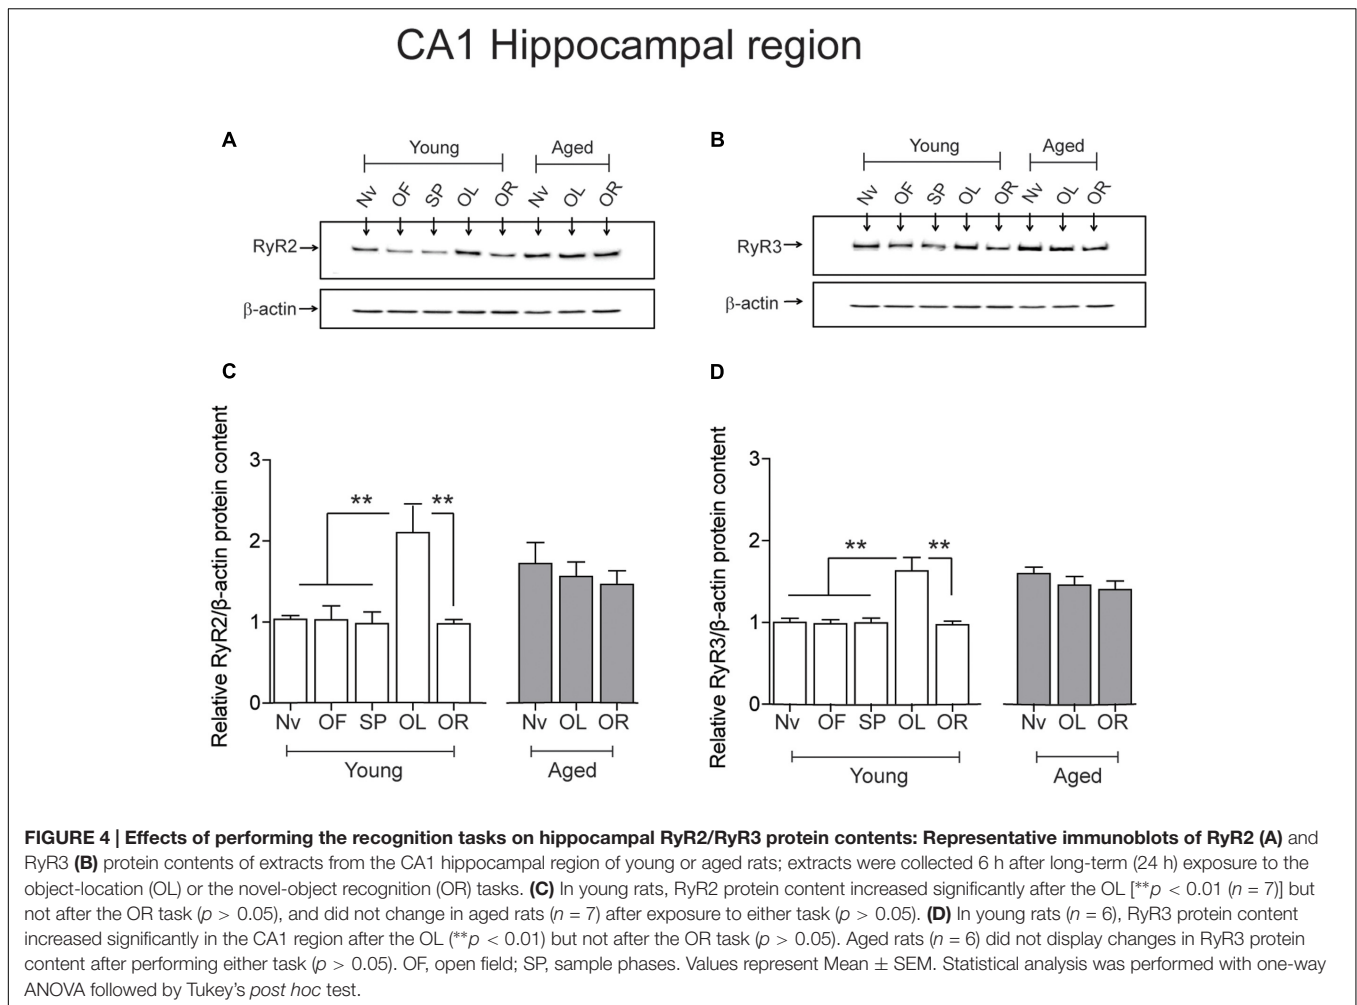 CA1 Hippocampal region
A
Young Aged
Nv OF SP OL OR Nv OL OR
RyR2
β-actin
B
Young Aged
Nv OF SP OL OR Nv OL OR
RyR3
β-actin
C
Relative RyR2/β-actin protein content
3
2
1
0
** **
Nv OF SP OL OR Nv OL OR
Young Aged
D
Relative RyR3/β-actin protein content
3
2
1
0
** **
Nv OF SP OL OR Nv OL OR
Young Aged
FIGURE 4 | Effects of performing the recognition tasks on hippocampal RyR2/RyR3 protein contents: Representative immunoblots of RyR2 (A) and
RyR3 (B) protein contents of extracts from the CA1 hippocampal region of young or aged rats; extracts were collected 6 h after long-term (24 h) exposure to the
object-location (OL) or the novel-object recognition (OR) tasks. (C) In young rats, RyR2 protein content increased significantly after the OL [**p < 0.01 (n = 7)] but
not after the OR task (p > 0.05), and did not change in aged rats (n = 7) after exposure to either task (p > 0.05). (D) In young rats (n = 6), RyR3 protein content
increased significantly in the CA1 region after the OL (**p < 0.01) but not after the OR task (p > 0.05). Aged rats (n = 6) did not display changes in RyR3 protein
content after performing either task (p > 0.05). OF, open field; SP, sample phases. Values represent Mean ± SEM. Statistical analysis was performed with one-way
ANOVA followed by Tukey's post hoc test.